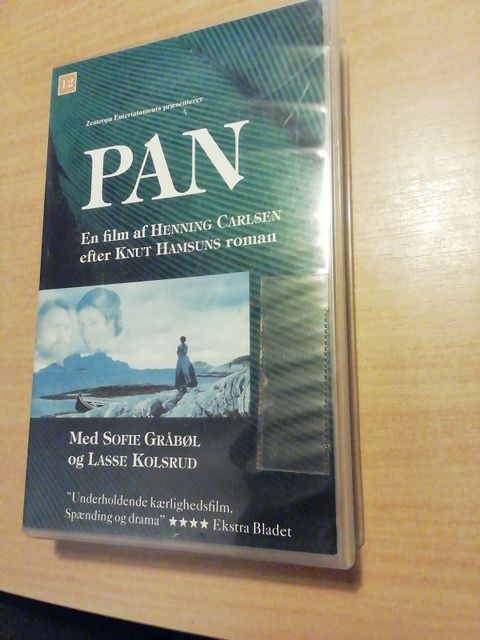 12
Zentropa Entertainments præsenterer
PAN
En film af HENNING CARLSEN
efter KNUT HAMSUNS roman
Med SOFIE GRÅBØL
og LASSE KOLSRUD
"Underholdende kærlighedsfilm.
Spænding og drama" ★★★★ Ekstra Bladet